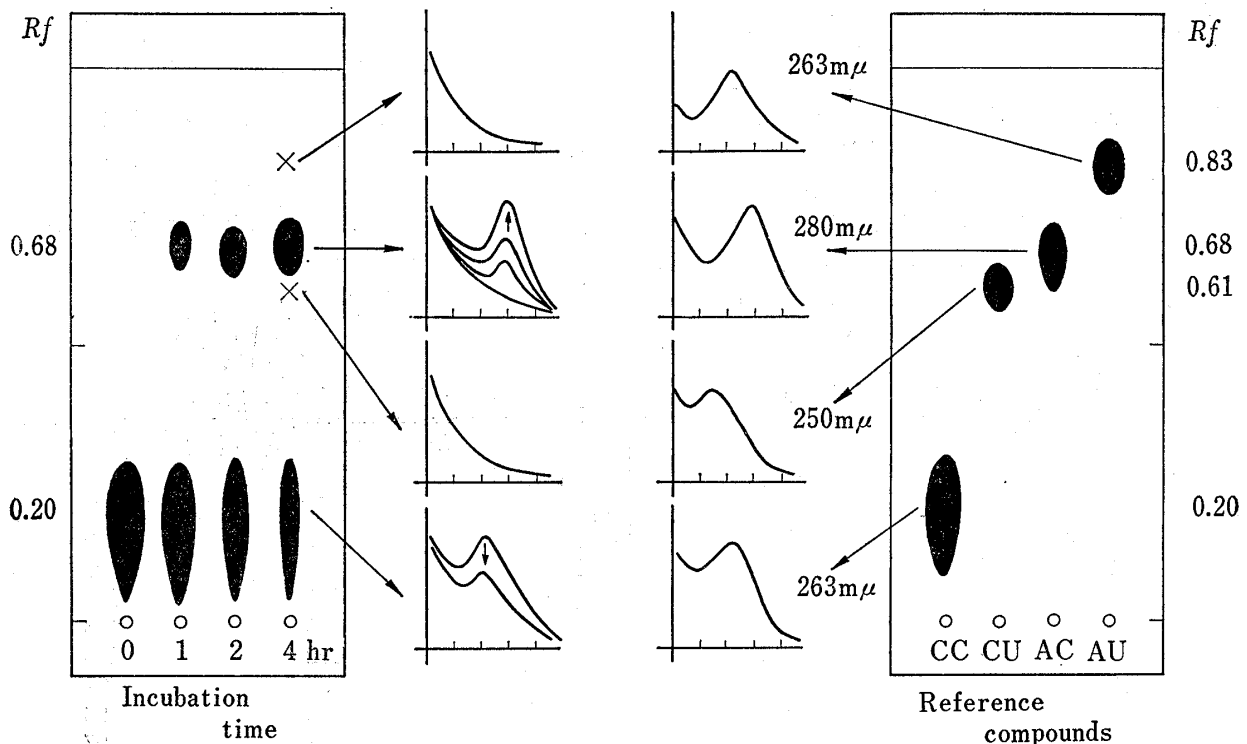 Rf
0.68
0.20
0 1 2 4 hr
Incubation
time
263mμ
280mμ
250mμ
263mμ
Rf
0.83
0.68
0.61
0.20
CC CU AC AU
Reference
compounds